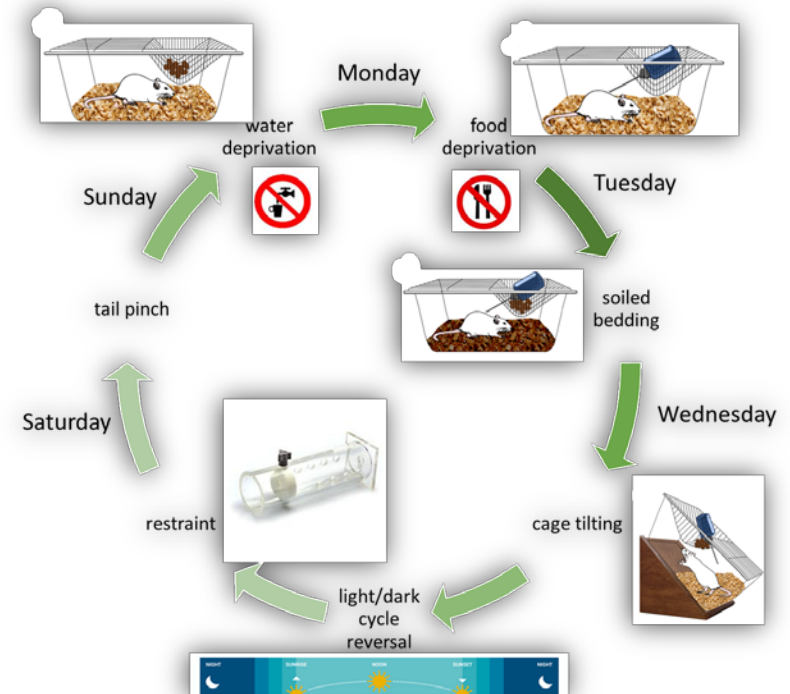 Monday
water
deprivation
food
deprivation
Tuesday
Sunday
tail pinch
soiled
bedding
Saturday
Wednesday
restraint
cage tilting
light/dark
cycle
reversal
NIGHT
SUNRISE
NOON
SUNSET
NIGHT